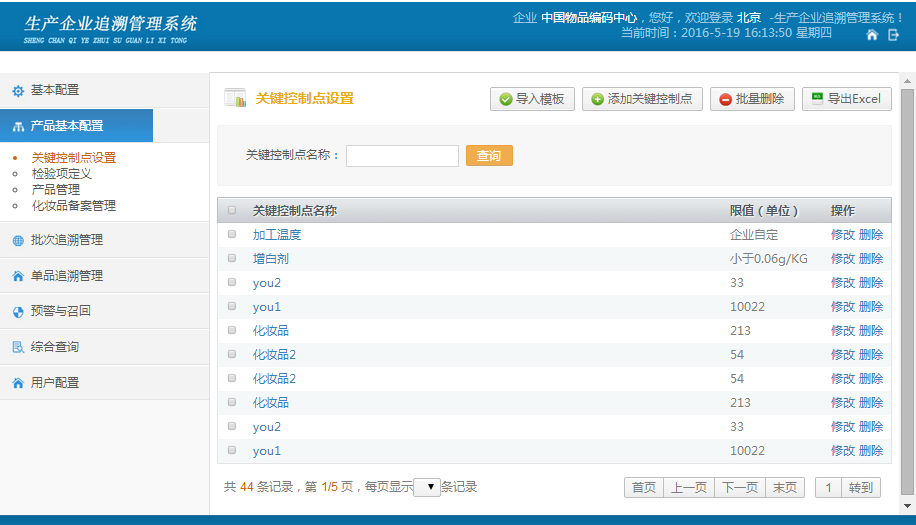 生产企业追溯管理系统
SHENG CHAN QI YE ZHUI SU GUAN LI XI TONG
企业 中国物品编码中心，您好，欢迎登录 北京 -生产企业追溯管理系统！
当前时间：2016-5-19 16:13:50 星期四
基本配置
产品基本配置
关键控制点设置
检验项定义
产品管理
化妆品备案管理
批次追溯管理
单品追溯管理
预警与召回
综合查询
用户配置
关键控制点设置
导入模板 添加关键控制点 批量删除 导出Excel
关键控制点名称： 查询
关键控制点名称 限值（单位） 操作
加工温度 企业自定 修改 删除
增白剂 小于0.06g/KG 修改 删除
you2 33 修改 删除
you1 10022 修改 删除
化妆品 213 修改 删除
化妆品2 54 修改 删除
化妆品2 54 修改 删除
化妆品 213 修改 删除
you2 33 修改 删除
you1 10022 修改 删除
共 44 条记录，第 1/5 页，每页显示 条记录
首页 上一页 下一页 末页 1 转到